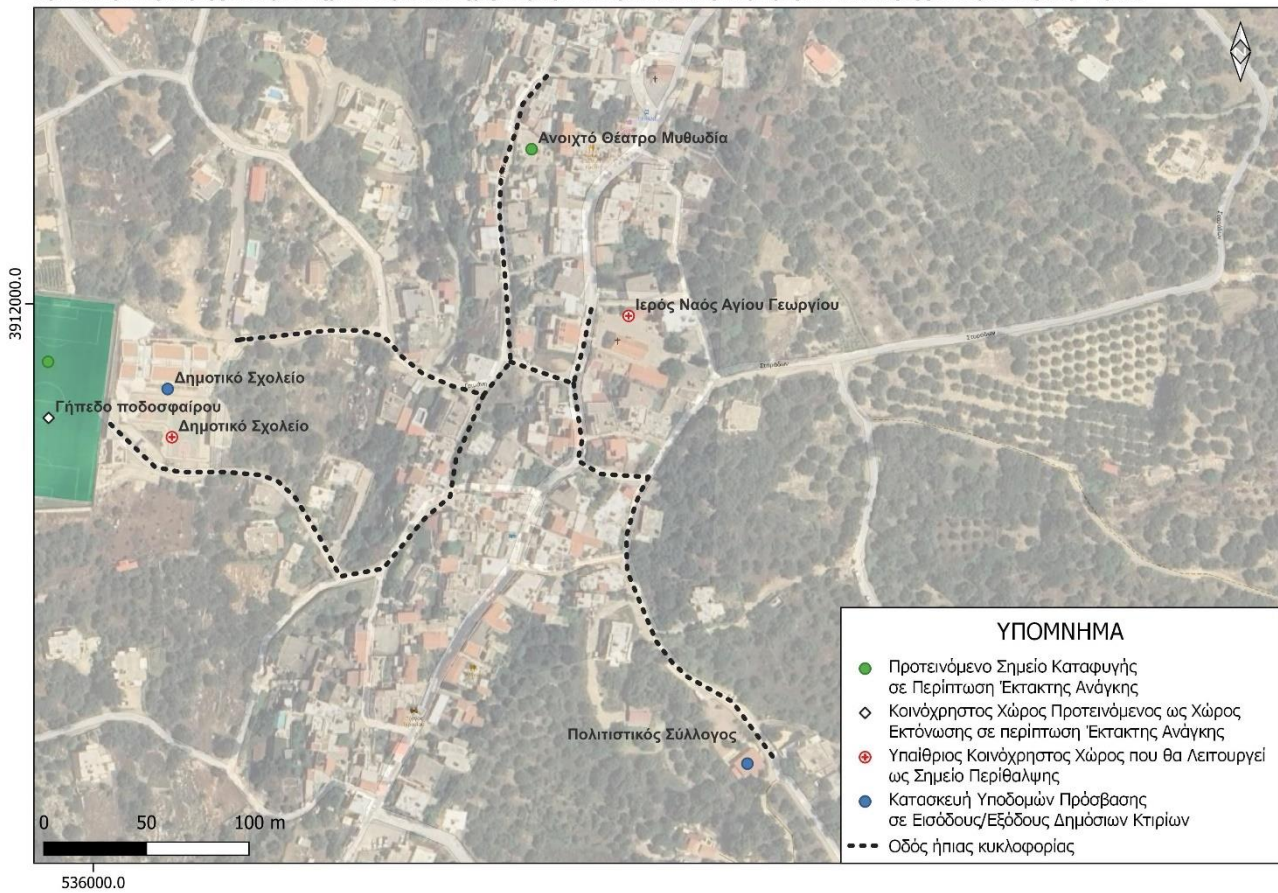 Ανοιχτό Θέατρο Μυθωδία
Ιερός Ναός Αγίου Γεωργίου
3912000.0
Σταράδων
Δημοτικό Σχολείο
Γήπεδο ποδοσφαίρου
Δημοτικό Σχολείο
Πολιτιστικός Σύλλογος
ΥΠΟΜΝΗΜΑ
Προτεινόμενο Σημείο Καταφυγής
σε Περίπτωση Έκτακτης Ανάγκης
Κοινόχρηστος Χώρος Προτεινόμενος ως Χώρος
Εκτόνωσης σε περίπτωση Έκτακτης Ανάγκης
Υπαίθριος Κοινόχρηστος Χώρος που θα Λειτουργεί
ως Σημείο Περίθαλψης
Κατασκευή Υποδομών Πρόσβασης
σε Εισόδους/Εξόδους Δημόσιων Κτιρίων
Οδός ήπιας κυκλοφορίας
0 50 100 m
536000.0